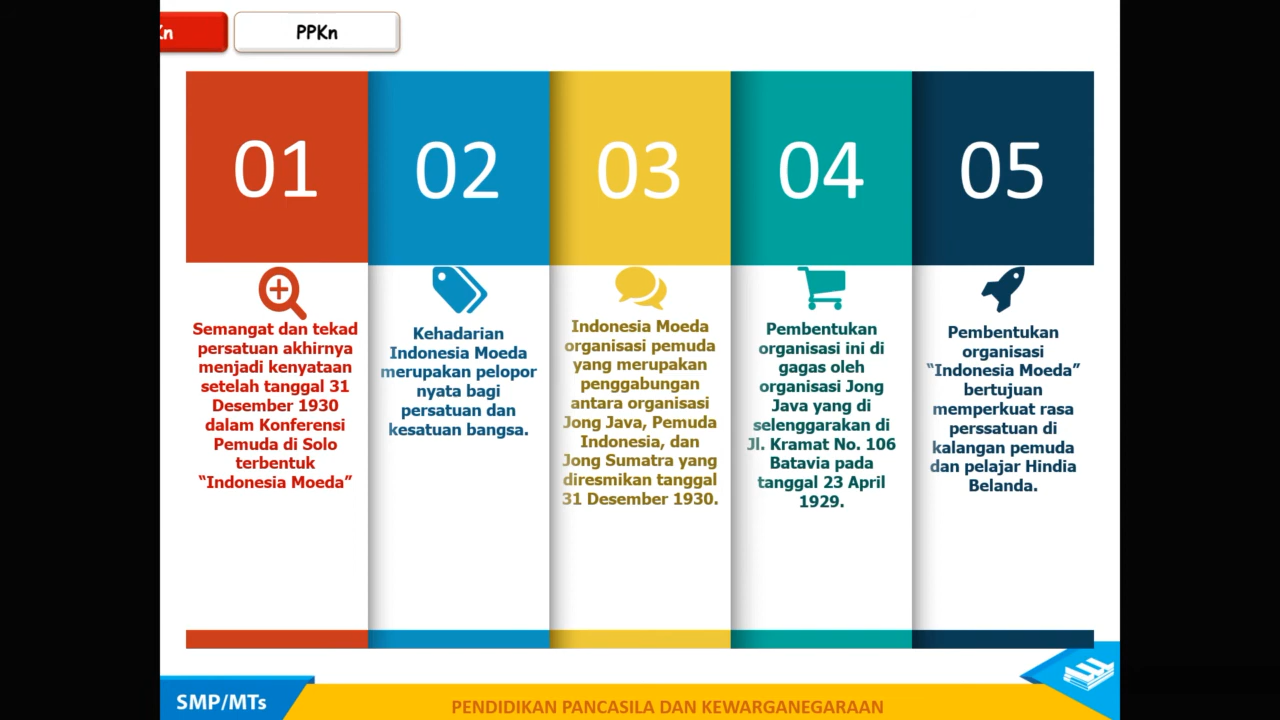 Kn
PPKn
01
02
03
04
05
Semangat dan tekad
persatuan akhirnya
menjadi kenyataan
setelah tanggal 31
Desember 1930
dalam Konferensi
Pemuda di Solo
terbentuk
“Indonesia Moeda”
Kehadarian
Indonesia Moeda
merupakan pelopor
nyata bagi
persatuan dan
kesatuan bangsa.
Indonesia Moeda
organisasi pemuda
yang merupakan
penggabungan
antara organisasi
Jong Java, Pemuda
Indonesia, dan
Jong Sumatra yang
diresmikan tanggal
31 Desember 1930.
Pembentukan
organisasi ini di
gagas oleh
organisasi Jong
Java yang di
selenggarakan di
Jl. Kramat No. 106
Batavia pada
tanggal 23 April
1929.
Pembentukan
organisasi
“Indonesia Moeda”
bertujuan
memperkuat rasa
perssatuan di
kalangan pemuda
dan pelajar Hindia
Belanda.
SMP/MTs
PENDIDIKAN PANCASILA DAN KEWARGANEGARAAN